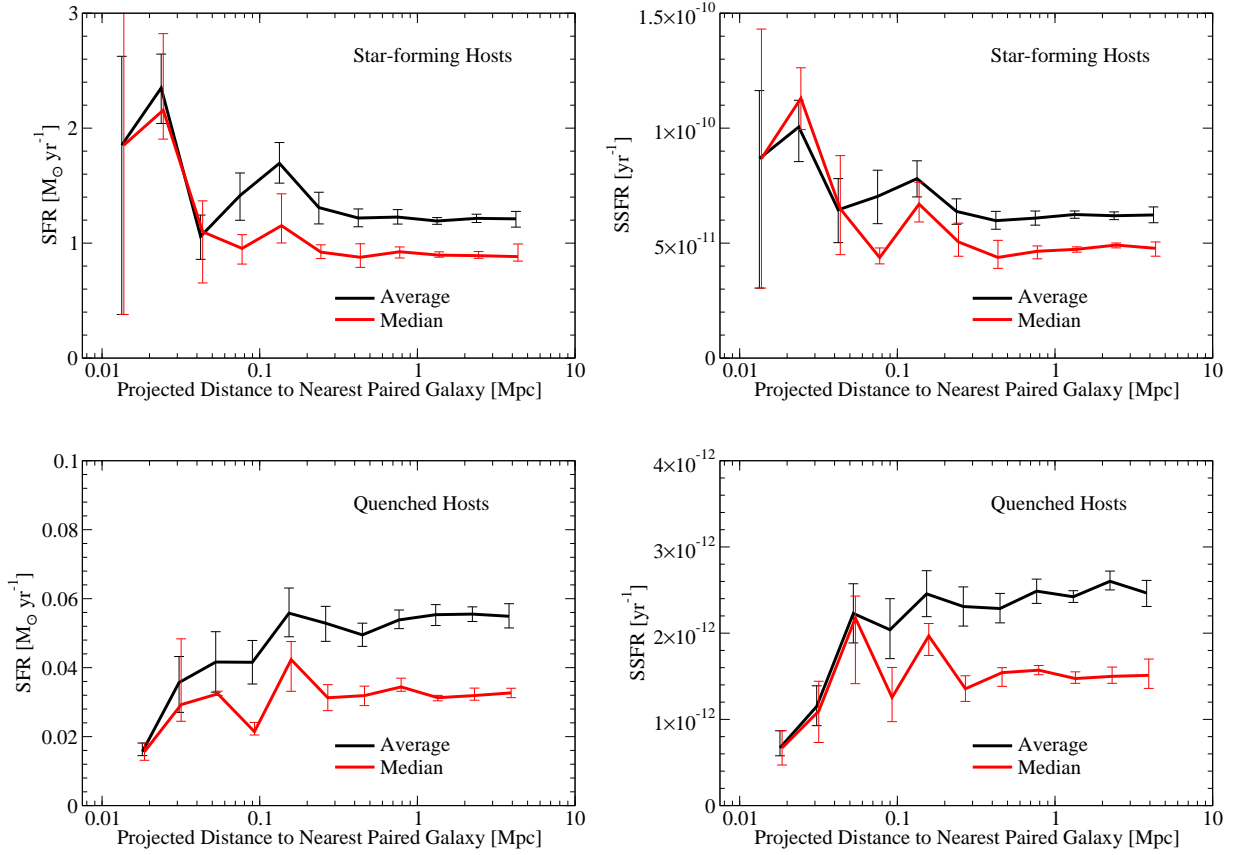 3
2
1
0
SFR [M⊙ yr-1]
Star-forming Hosts
Average
Median
0.01
0.1
1
10
Projected Distance to Nearest Paired Galaxy [Mpc]
1.5×10-10
1×10-10
5×10-11
0
SSFR [yr-1]
Star-forming Hosts
Average
Median
0.01
0.1
1
10
Projected Distance to Nearest Paired Galaxy [Mpc]
0.1
0.08
0.06
0.04
0.02
0
SFR [M⊙ yr-1]
Quenched Hosts
Average
Median
0.01
0.1
1
10
Projected Distance to Nearest Paired Galaxy [Mpc]
4×10-12
3×10-12
2×10-12
1×10-12
0
SSFR [yr-1]
Quenched Hosts
Average
Median
0.01
0.1
1
10
Projected Distance to Nearest Paired Galaxy [Mpc]